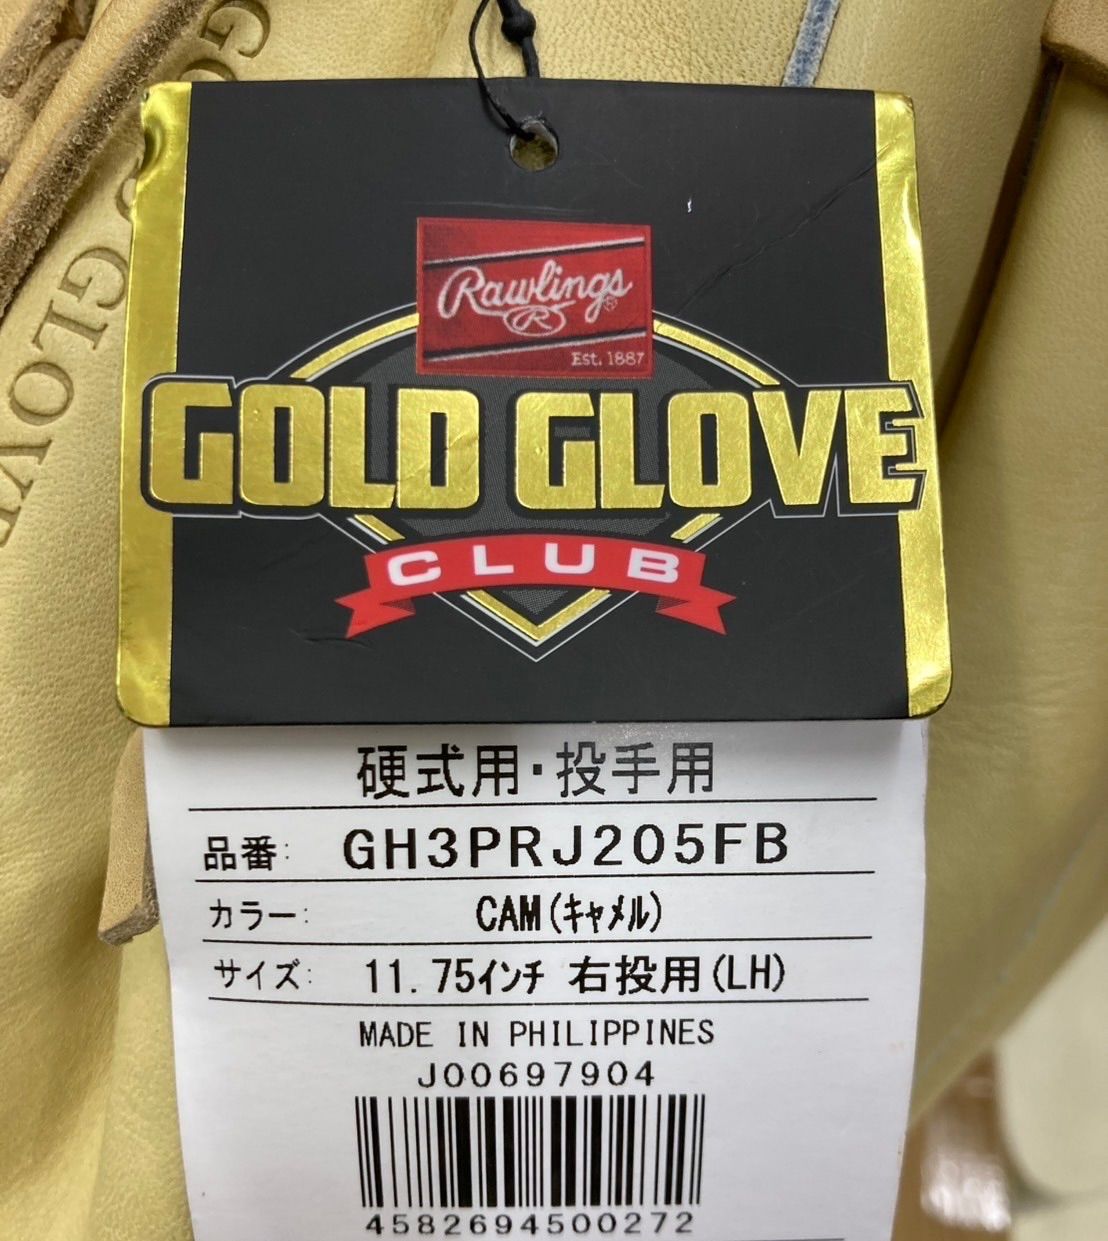 Rawlings
R
Est. 1887
GOLD GLOVE
CLUB
硬式用・投手用
品番: GH3PRJ205FB
カラー: CAM(キャメル)
サイズ: 11.75インチ 右投用(LH)
MADE IN PHILIPPINES
J00697904
4582694500272
GLOVE